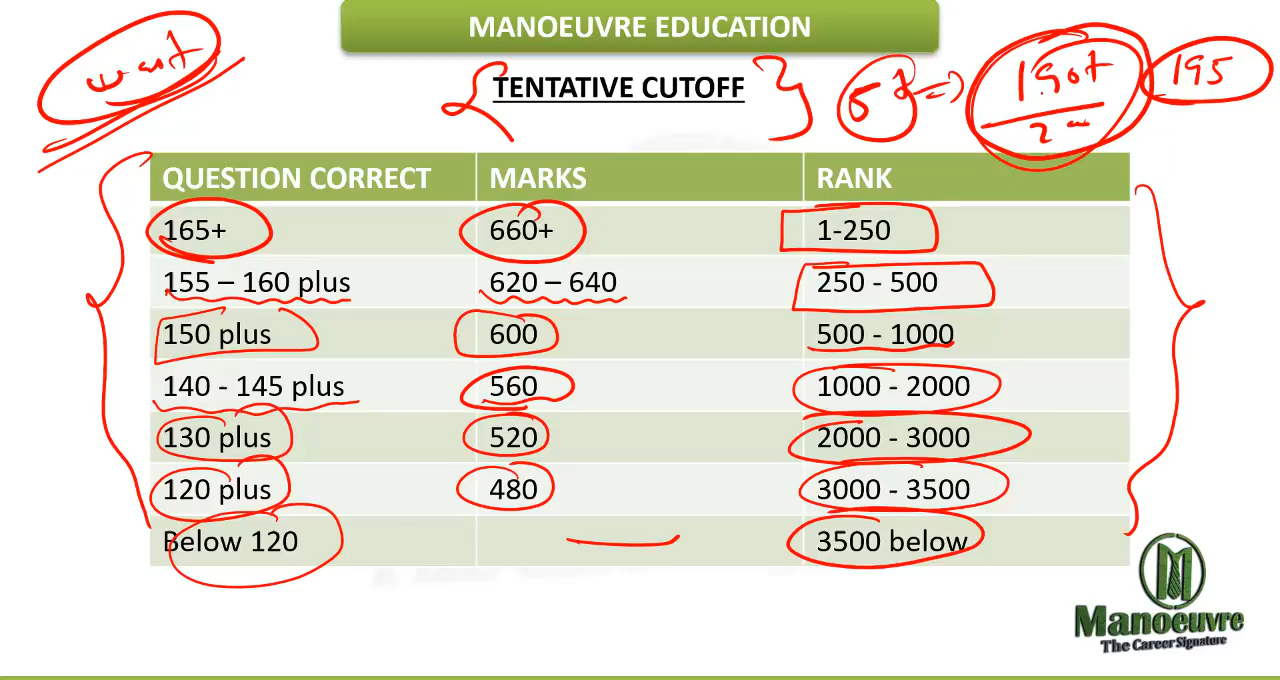 MANOEUVRE EDUCATION
want
TENTATIVE CUTOFF
195
QUESTION CORRECT MARKS RANK
165+ 660+ 1-250
155 – 160 plus 620 – 640 250 - 500
150 plus 600 500 - 1000
140 - 145 plus 560 1000 - 2000
130 plus 520 2000 - 3000
120 plus 480 3000 - 3500
Below 120 3500 below
Manoeuvre
The Career Signature